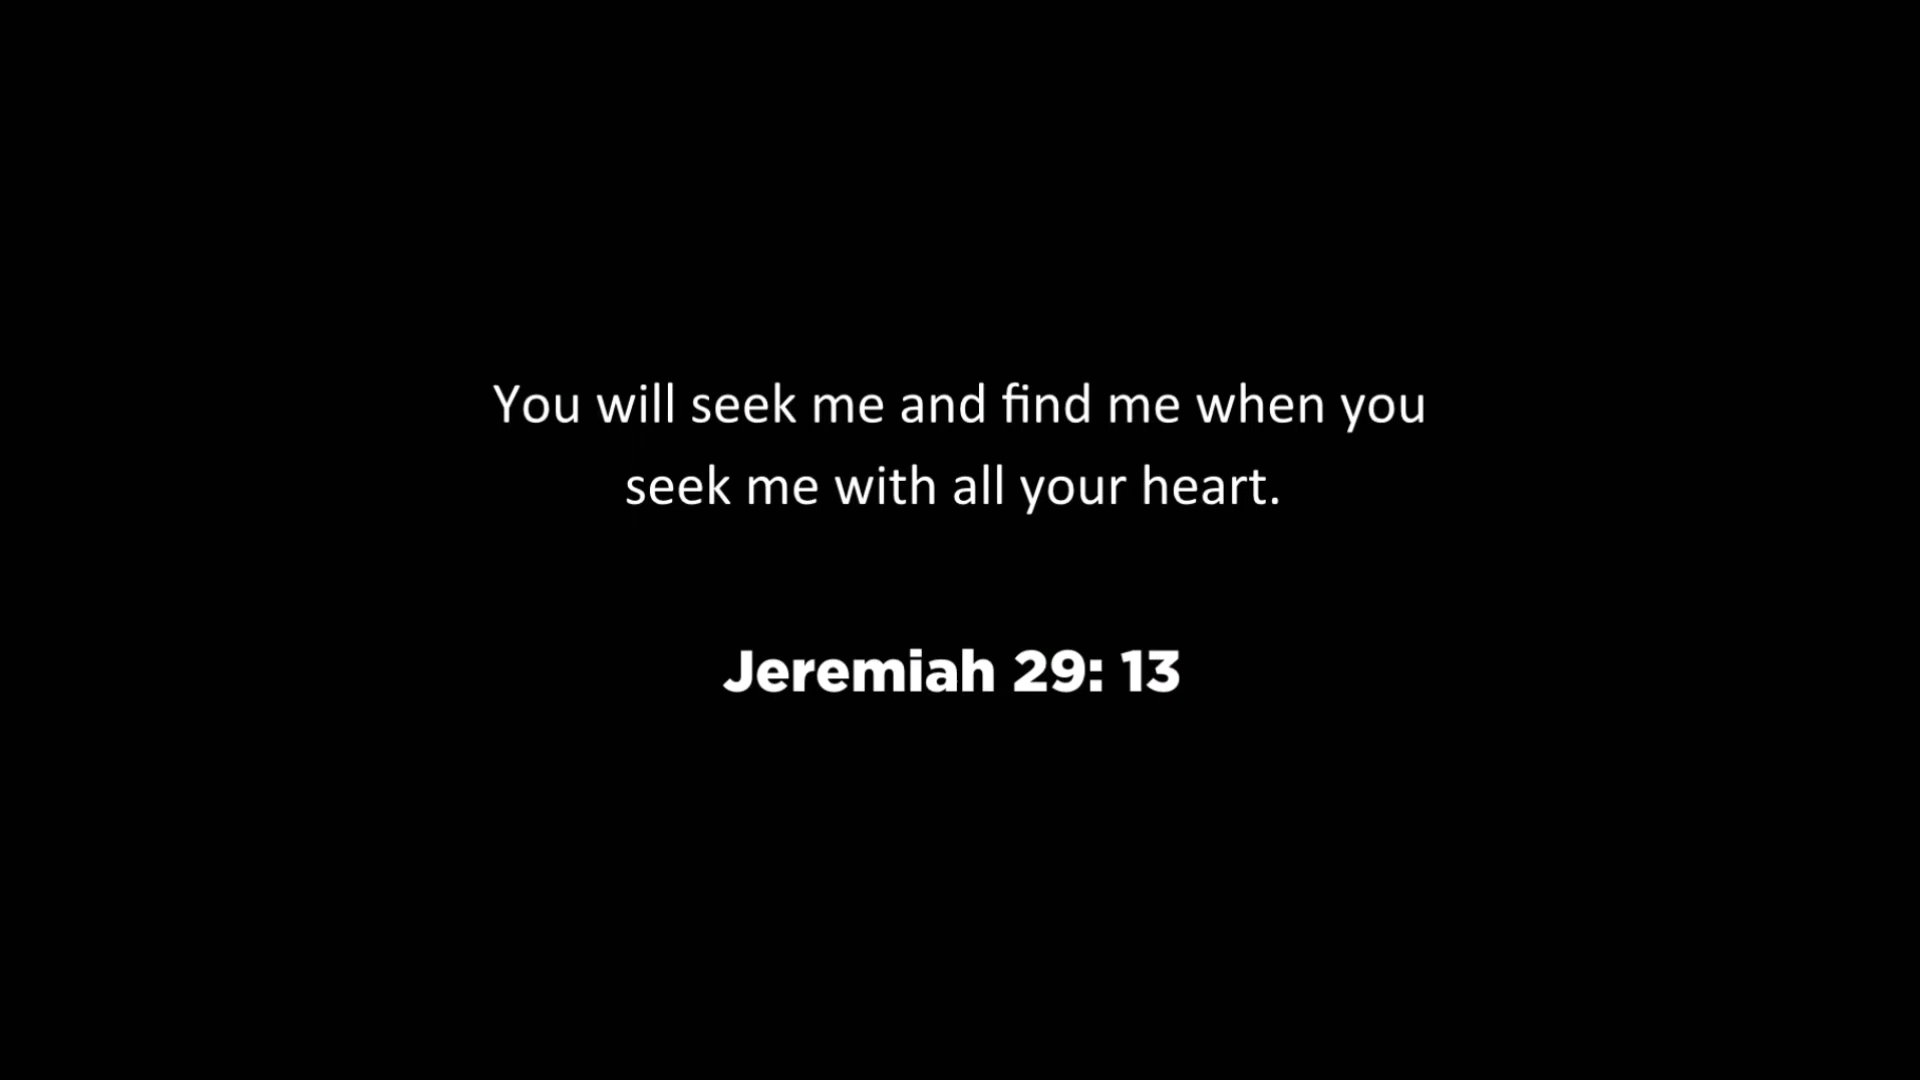 You will seek me and find me when you
seek me with all your heart.
Jeremiah 29: 13